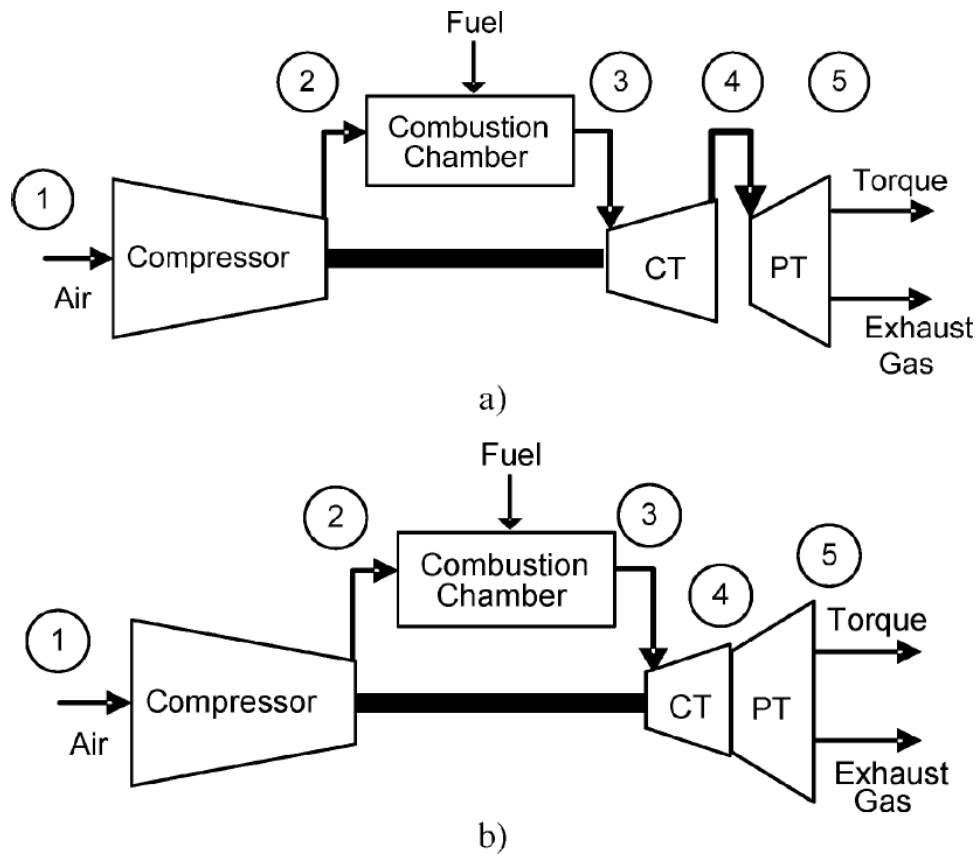 Fuel
2
3
4
5
Combustion
Chamber
1
Torque
Compressor
CT
PT
Air
Exhaust
Gas
a)
Fuel
2
3
Combustion
Chamber
4
5
1
Torque
Compressor
CT
PT
Air
Exhaust
Gas
b)